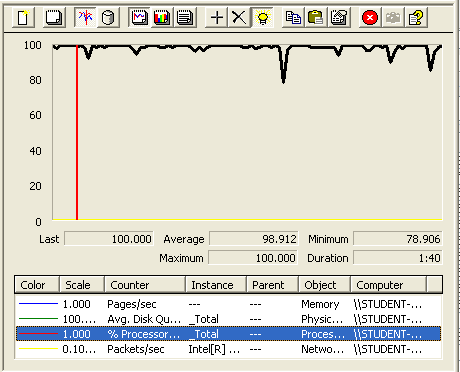 100
80
60
40
20
0
Last 100.000 Average 98.912 Minimum 78.906
Maximum 100.000 Duration 1:40
Color Scale Counter Instance Parent Object Computer
1.000 Pages/sec --- --- Memory \\STUDENT-...
100.... Avg. Disk Qu... _Total --- Physic... \\STUDENT-...
1.000 % Processor... _Total --- Proces... \\STUDENT-...
0.10... Packets/sec Intel[R] ... --- Netwo... \\STUDENT-...